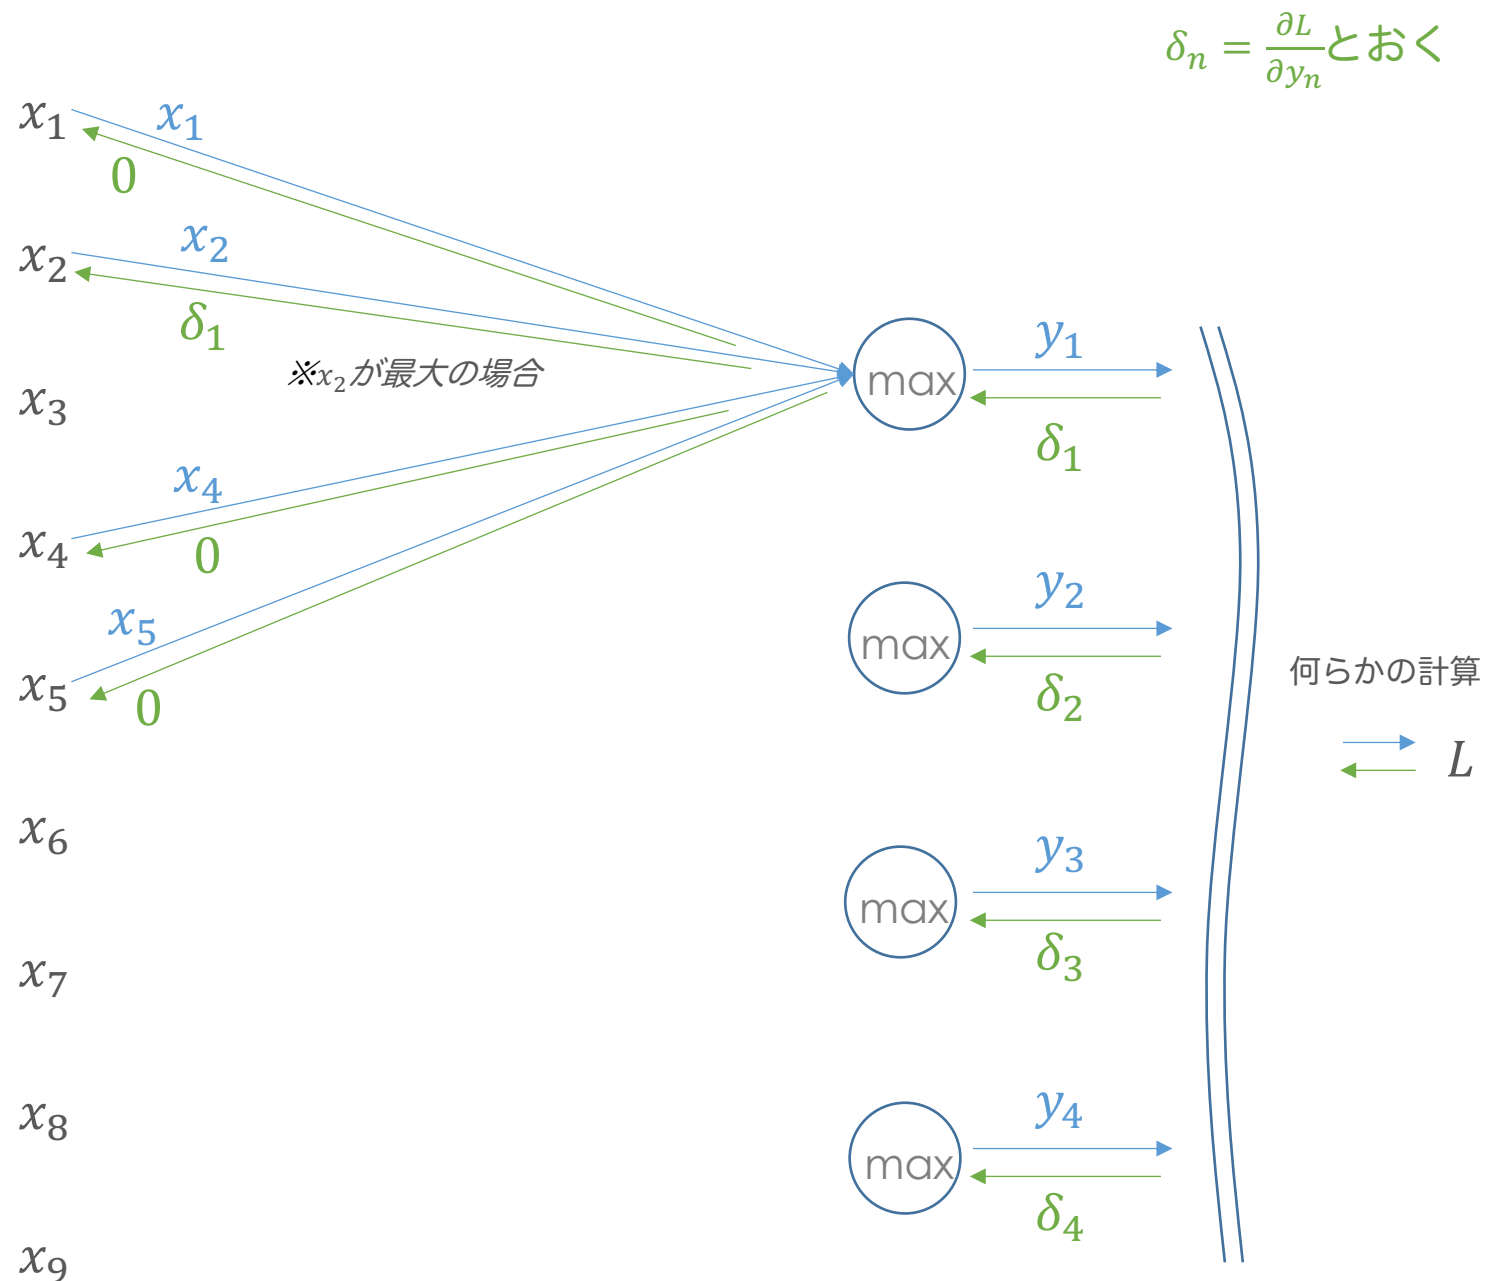 δₙ = ∂L/∂yₙ とおく
x₁
x₁
0
x₂
x₂
δ₁
※x₂が最大の場合
x₃
max
y₁
δ₁
x₄
x₄
0
x₅
x₅
0
max
y₂
δ₂
何らかの計算
L
x₆
max
y₃
δ₃
x₇
x₈
max
y₄
δ₄
x₉